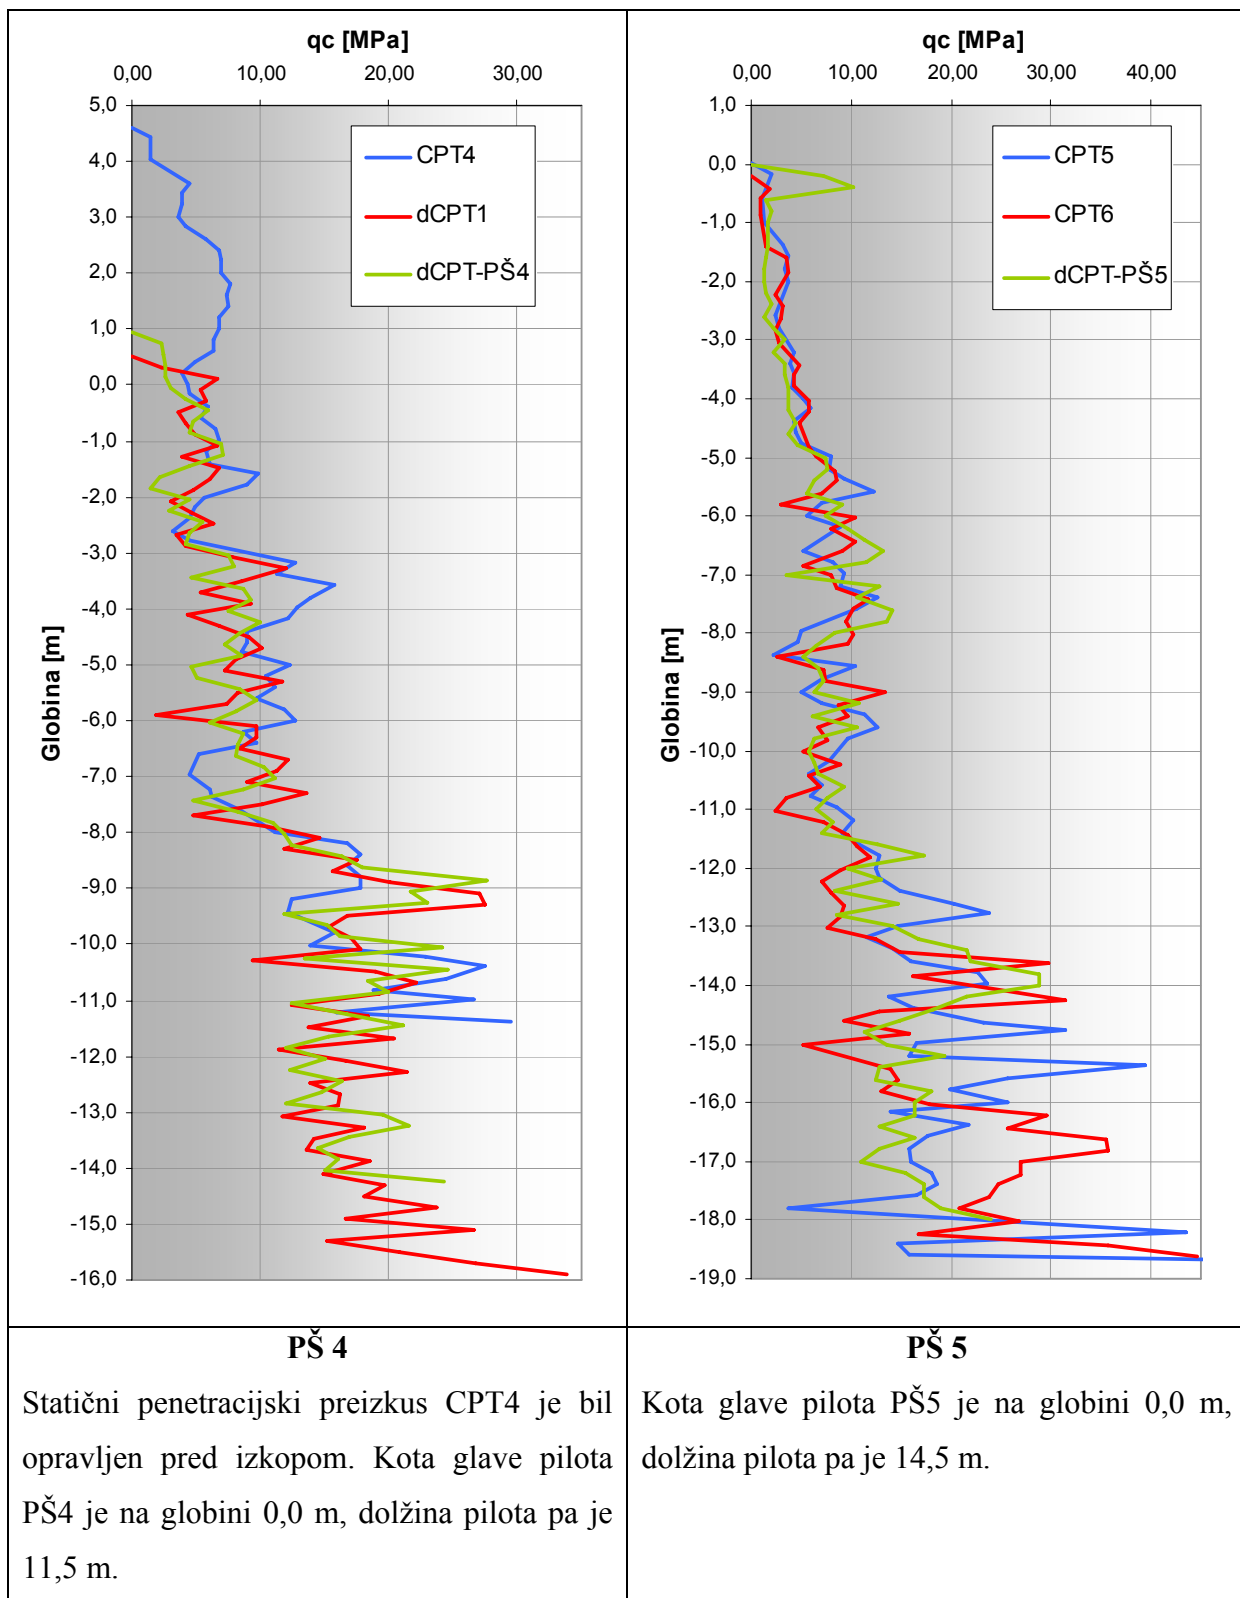 qc [MPa]
0,00 10,00 20,00 30,00
5,0
4,0
3,0
2,0
1,0
0,0
-1,0
-2,0
-3,0
-4,0
-5,0
-6,0
-7,0
-8,0
-9,0
-10,0
-11,0
-12,0
-13,0
-14,0
-15,0
-16,0
Globina [m]
CPT4
dCPT1
dCPT-PŠ4
qc [MPa]
0,00 10,00 20,00 30,00 40,00
1,0
0,0
-1,0
-2,0
-3,0
-4,0
-5,0
-6,0
-7,0
-8,0
-9,0
-10,0
-11,0
-12,0
-13,0
-14,0
-15,0
-16,0
-17,0
-18,0
-19,0
Globina [m]
CPT5
CPT6
dCPT-PŠ5
PŠ 4
Statični penetracijski preizkus CPT4 je bil
opravljen pred izkopom. Kota glave pilota
PŠ4 je na globini 0,0 m, dolžina pilota pa je
11,5 m.
PŠ 5
Kota glave pilota PŠ5 je na globini 0,0 m,
dolžina pilota pa je 14,5 m.